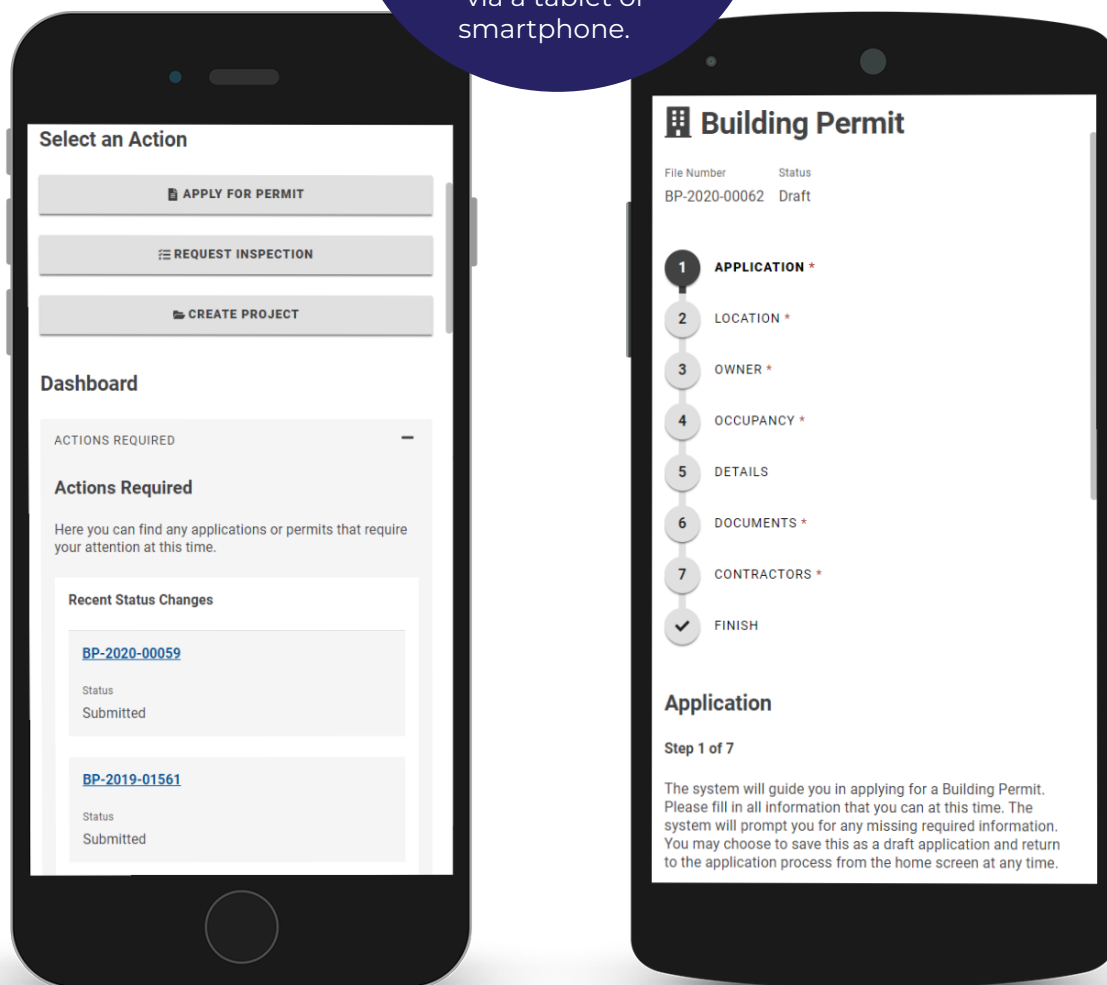 via a tablet or
smartphone.
Select an Action
APPLY FOR PERMIT
REQUEST INSPECTION
CREATE PROJECT
Dashboard
ACTIONS REQUIRED
Actions Required
Here you can find any applications or permits that require
your attention at this time.
Recent Status Changes
BP-2020-00059
Status
Submitted
BP-2019-01561
Status
Submitted
Building Permit
File Number Status
BP-2020-00062 Draft
1 APPLICATION *
2 LOCATION *
3 OWNER *
4 OCCUPANCY *
5 DETAILS
6 DOCUMENTS *
7 CONTRACTORS *
FINISH
Application
Step 1 of 7
The system will guide you in applying for a Building Permit.
Please fill in all information that you can at this time. The
system will prompt you for any missing required information.
You may choose to save this as a draft application and return
to the application process from the home screen at any time.